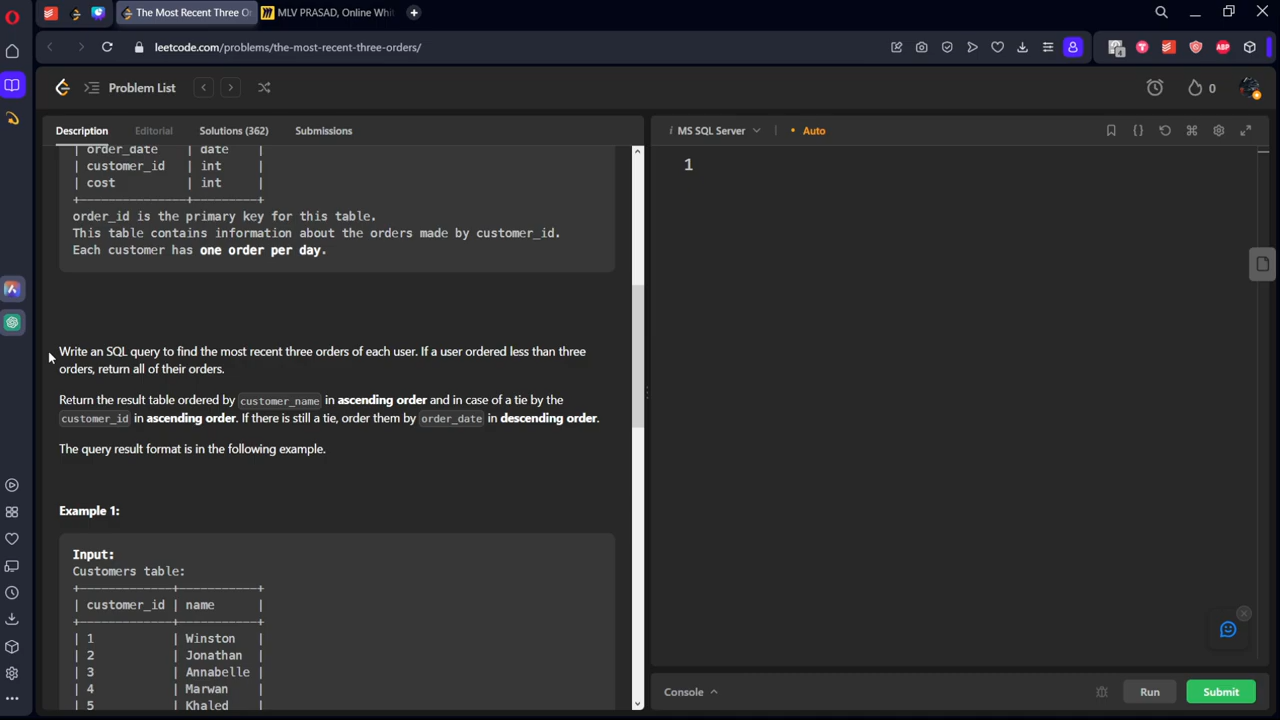 The Most Recent Three O
MLV PRASAD, Online Whi
leetcode.com/problems/the-most-recent-three-orders/
ABP
Problem List
0
Description Editorial Solutions (362) Submissions
i MS SQL Server • Auto
| order_date | date |
| customer_id | int |
| cost | int |
+---------------+---------+
order_id is the primary key for this table.
This table contains information about the orders made by customer_id.
Each customer has one order per day.
Write an SQL query to find the most recent three orders of each user. If a user ordered less than three
orders, return all of their orders.
Return the result table ordered by customer_name in ascending order and in case of a tie by the
customer_id in ascending order. If there is still a tie, order them by order_date in descending order.
The query result format is in the following example.
Example 1:
Input:
Customers table:
+-------------+-----------+
| customer_id | name |
+-------------+-----------+
| 1 | Winston |
| 2 | Jonathan |
| 3 | Annabelle |
| 4 | Marwan |
| 5 | Khaled |
1
Console
Run
Submit